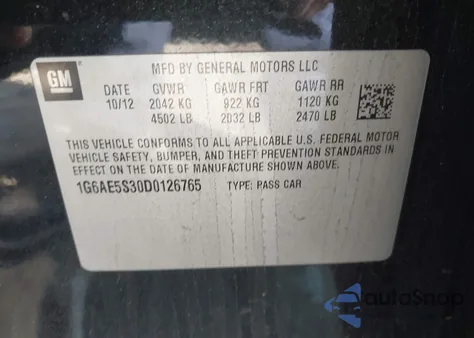 GM
MFD BY GENERAL MOTORS LLC
DATE GVWR GAWR FRT GAWR RR
10/12 2042 KG 922 KG 1120 KG
4502 LB 2032 LB 2470 LB
THIS VEHICLE CONFORMS TO ALL APPLICABLE U.S. FEDERAL MOTOR
VEHICLE SAFETY, BUMPER, AND THEFT PREVENTION STANDARDS IN
EFFECT ON THE DATE OF MANUFACTURE SHOWN ABOVE.
1G6AE5S30D0126765 TYPE: PASS CAR
autoSnap